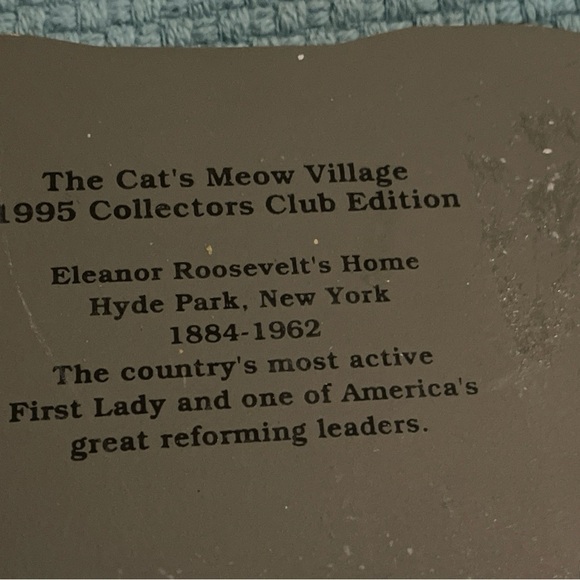 The Cat's Meow Village
1995 Collectors Club Edition
Eleanor Roosevelt's Home
Hyde Park, New York
1884-1962
The country's most active
First Lady and one of America's
great reforming leaders.